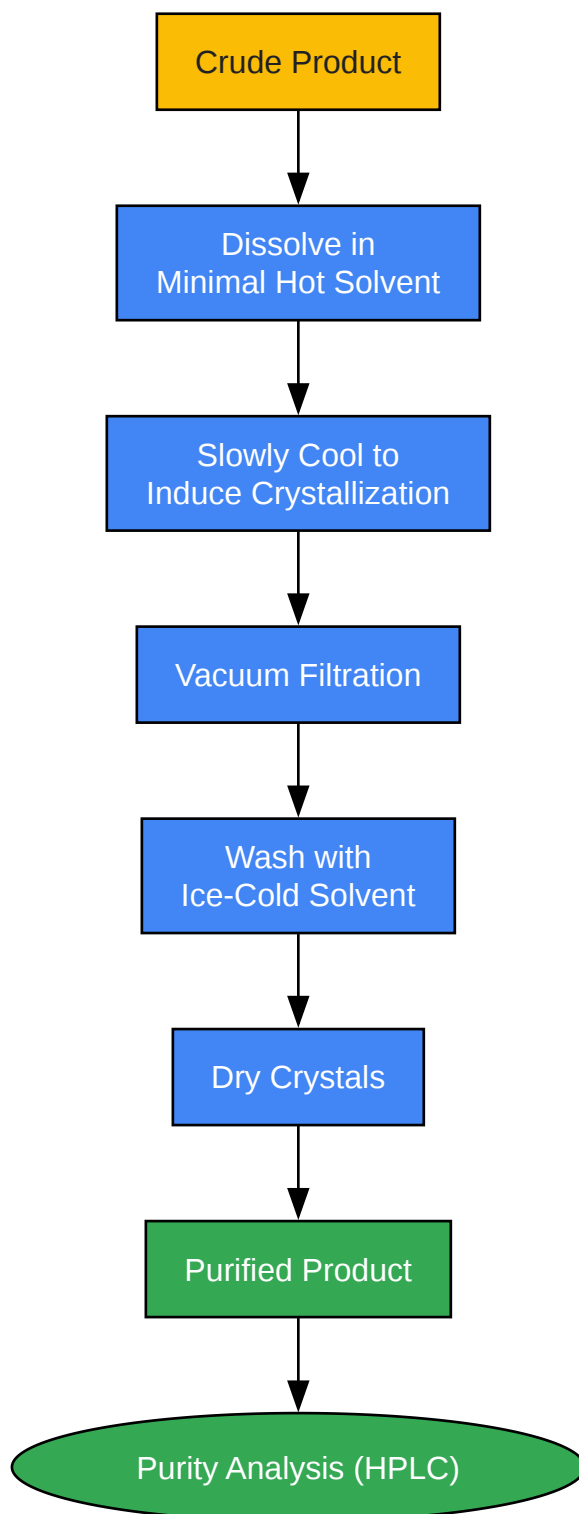 Crude Product
Dissolve in
Minimal Hot Solvent
Slowly Cool to
Induce Crystallization
Vacuum Filtration
Wash with
Ice-Cold Solvent
Dry Crystals
Purified Product
Purity Analysis (HPLC)